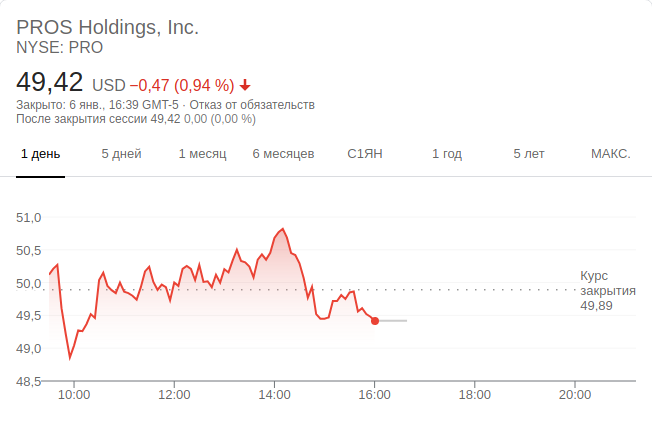 PROS Holdings, Inc.
NYSE: PRO
49,42 USD −0,47 (0,94 %)
Закрыто: 6 янв., 16:39 GMT-5 · Отказ от обязательств
После закрытия сессии 49,42 0,00 (0,00 %)
1 день 5 дней 1 месяц 6 месяцев С1ЯН 1 год 5 лет МАКС.
51,0
50,5
50,0
49,5
49,0
48,5
Курс
закрытия
49,89
10:00 12:00 14:00 16:00 18:00 20:00